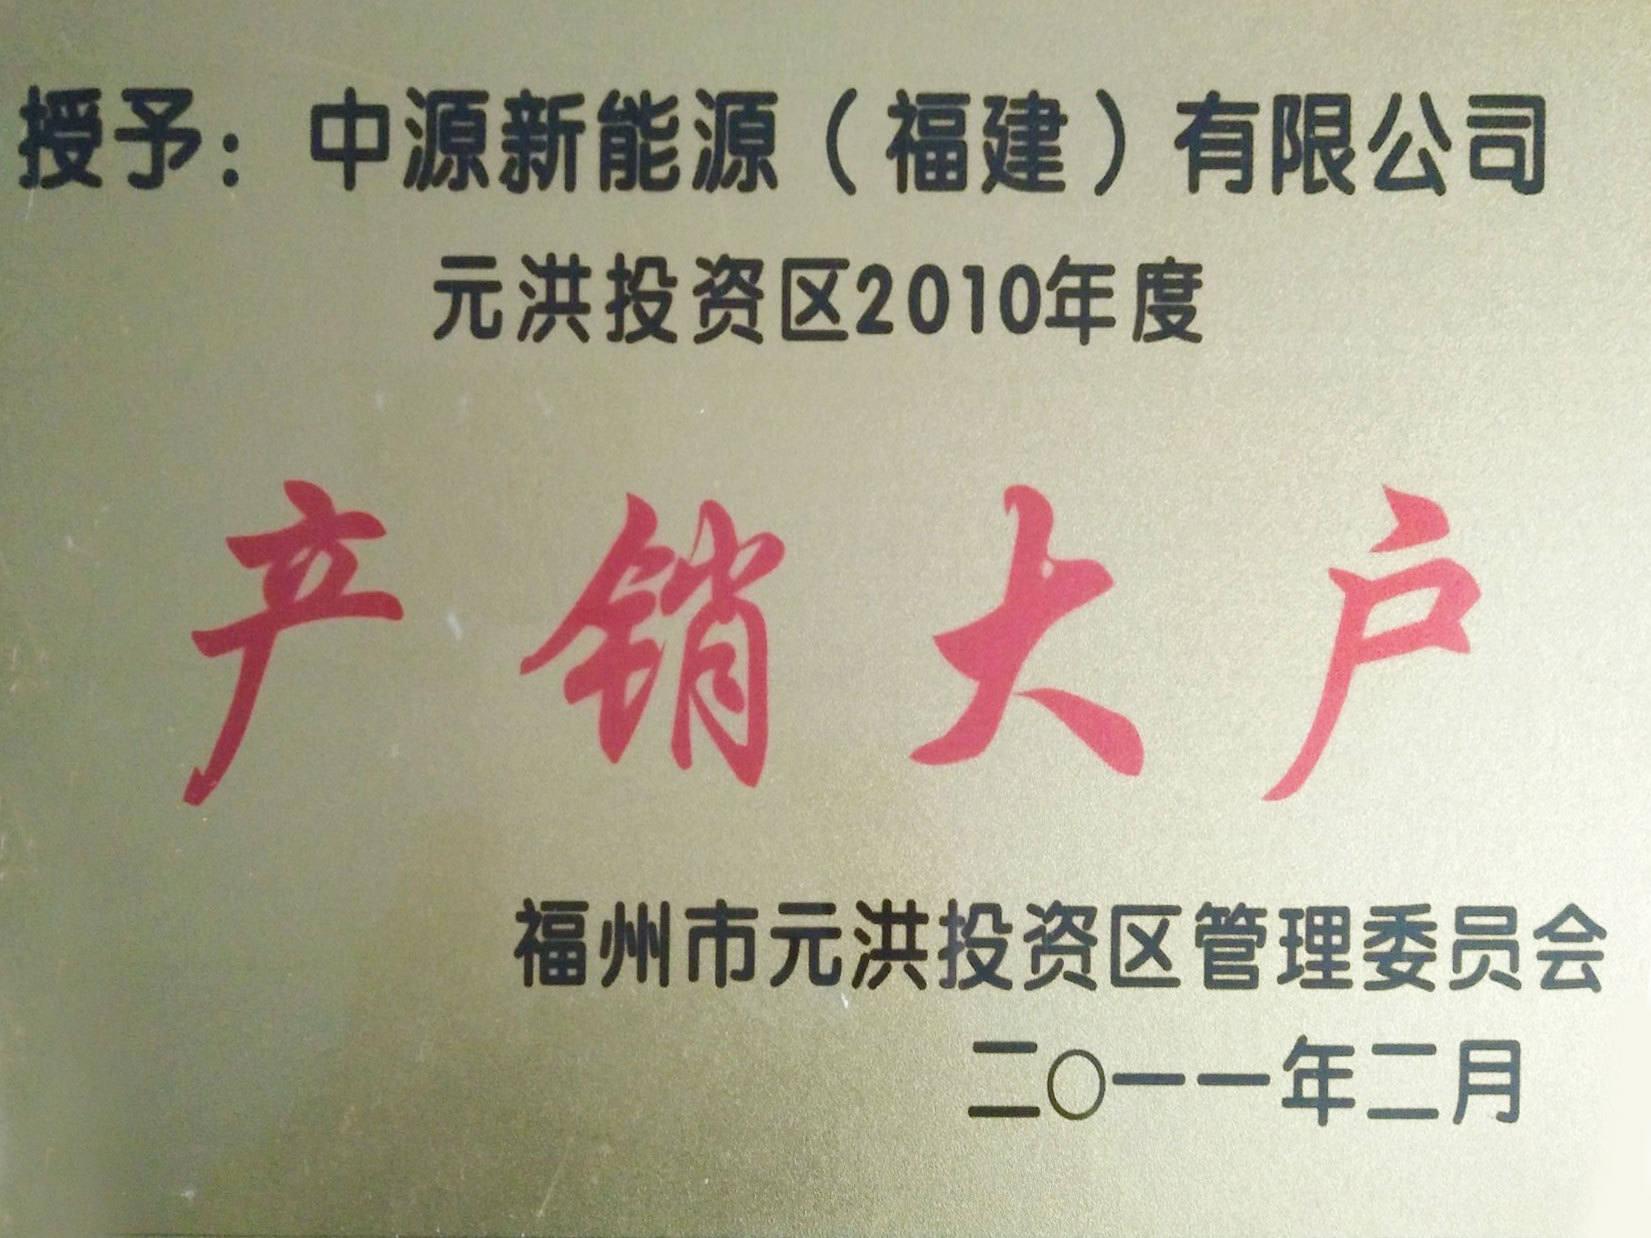 授予：中源新能源（福建）有限公司
元洪投资区2010年度
产销大户
福州市元洪投资区管理委员会
二〇一一年二月